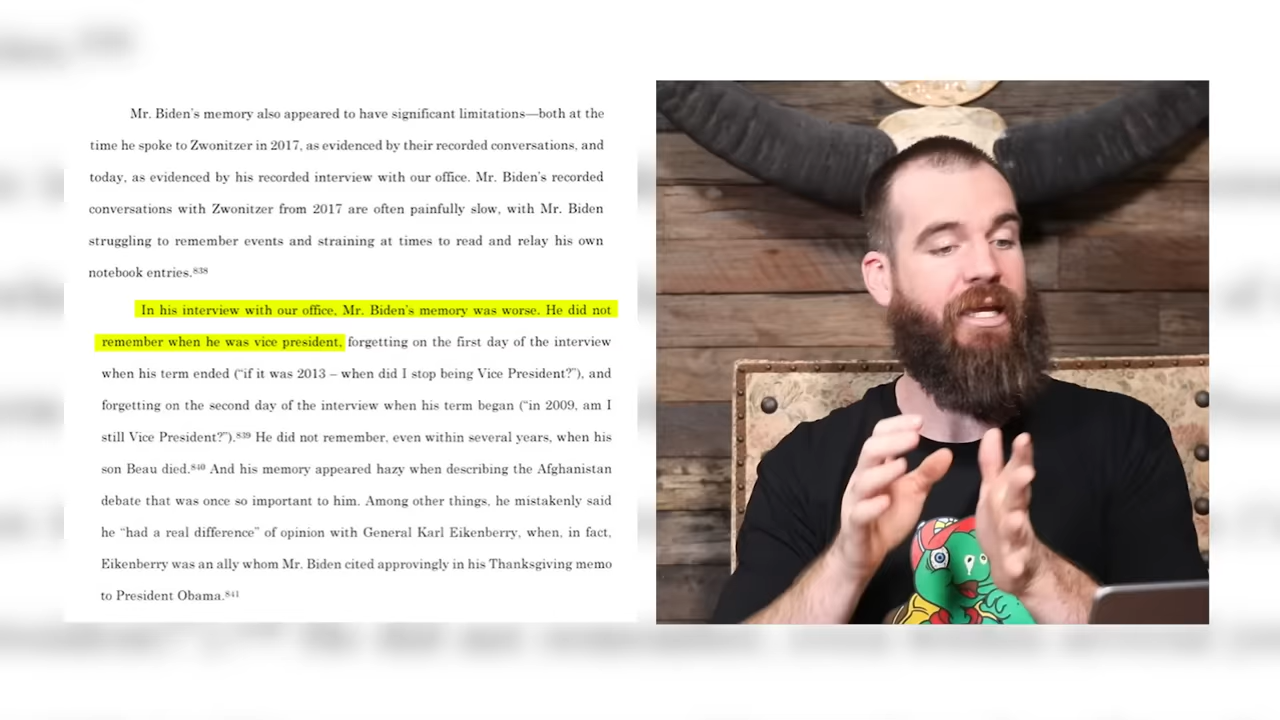 Mr. Biden's memory also appeared to have significant limitations—both at the
time he spoke to Zwonitzer in 2017, as evidenced by their recorded conversations, and
today, as evidenced by his recorded interview with our office. Mr. Biden's recorded
conversations with Zwonitzer from 2017 are often painfully slow, with Mr. Biden
struggling to remember events and straining at times to read and relay his own
notebook entries.838
In his interview with our office, Mr. Biden's memory was worse. He did not
remember when he was vice president, forgetting on the first day of the interview
when his term ended ("if it was 2013 – when did I stop being Vice President?"), and
forgetting on the second day of the interview when his term began ("in 2009, am I
still Vice President?").839 He did not remember, even within several years, when his
son Beau died.840 And his memory appeared hazy when describing the Afghanistan
debate that was once so important to him. Among other things, he mistakenly said
he "had a real difference" of opinion with General Karl Eikenberry, when, in fact,
Eikenberry was an ally whom Mr. Biden cited approvingly in his Thanksgiving memo
to President Obama.841